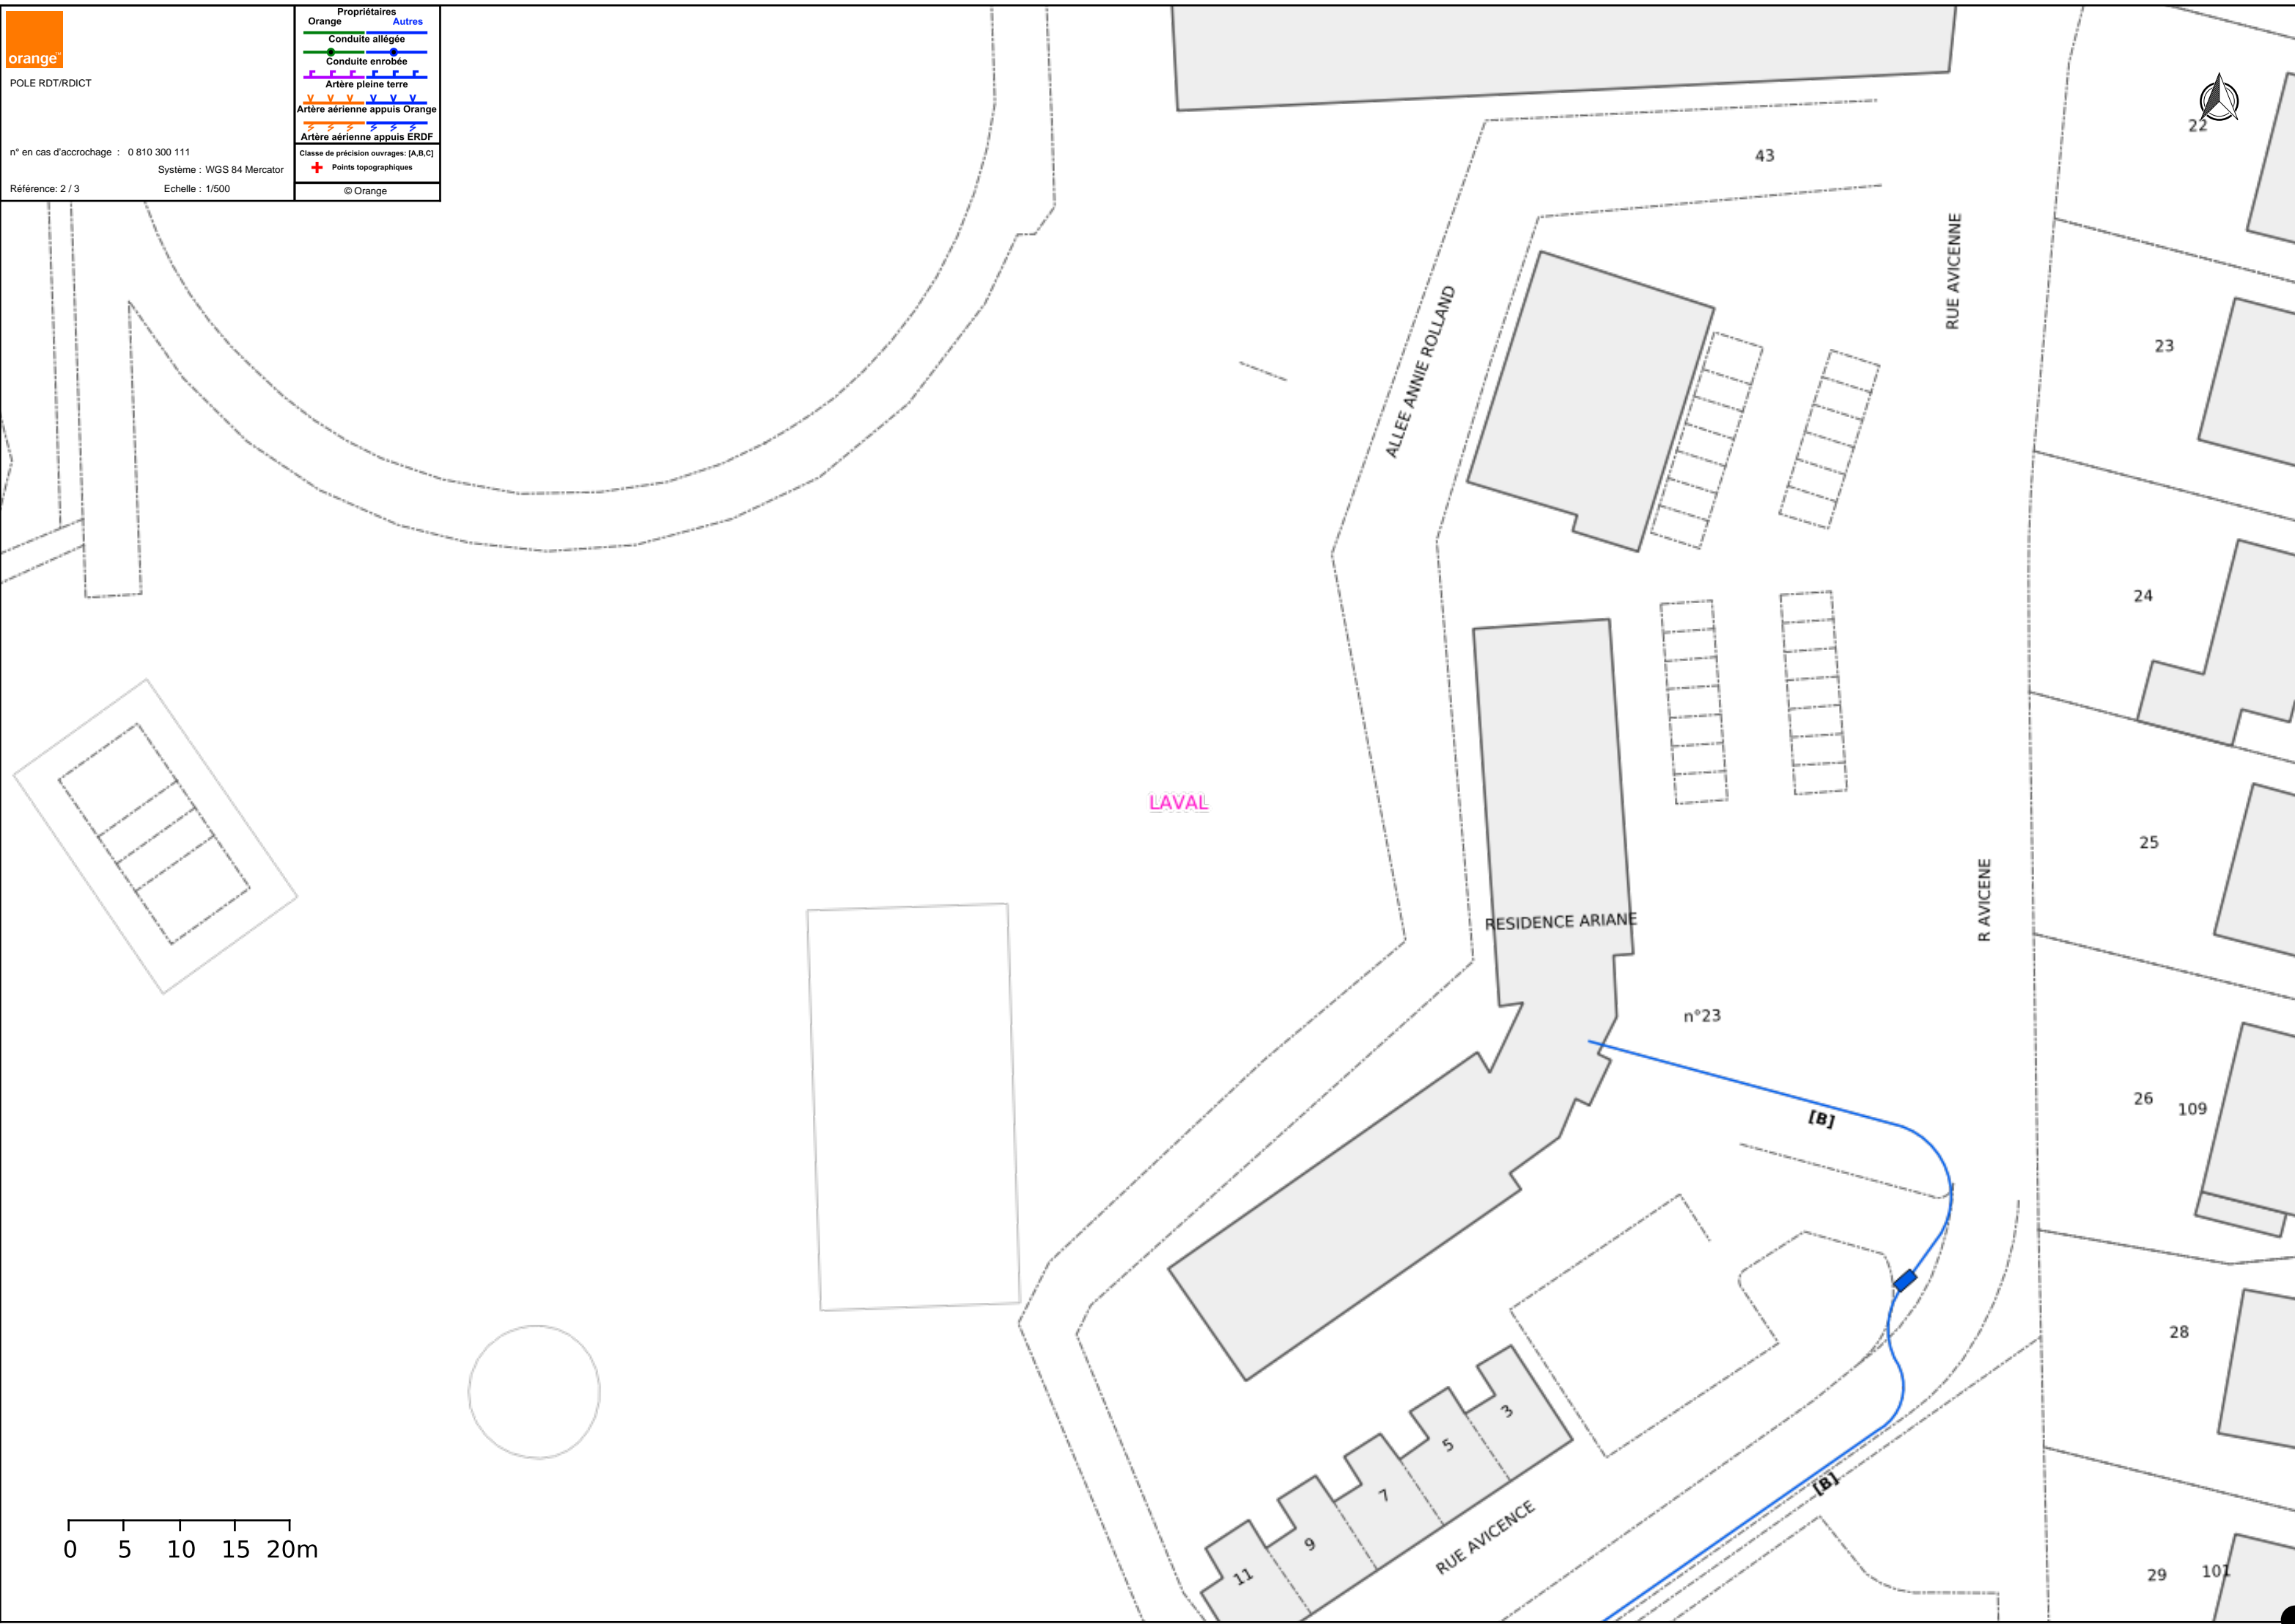 orange™
POLE RDT/RDICT
n° en cas d'accrochage : 0 810 300 111
Système : WGS 84 Mercator
Référence: 2 / 3 Echelle : 1/500
Propriétaires
Orange Autres
Conduite allégée
Conduite enrobée
Artère pleine terre
Artère aérienne appuis Orange
Artère aérienne appuis ERDF
Classe de précision ouvrages: [A,B,C]
Points topographiques
© Orange
22
43
RUE AVICENNE
ALLEE ANNIE ROLLAND
23
24
LAVAL
25
R AVICENE
RESIDENCE ARIANE
n°23
26 109
[B]
28
3
5
7
9
11
[B]
RUE AVICENCE
0 5 10 15 20m
29 101